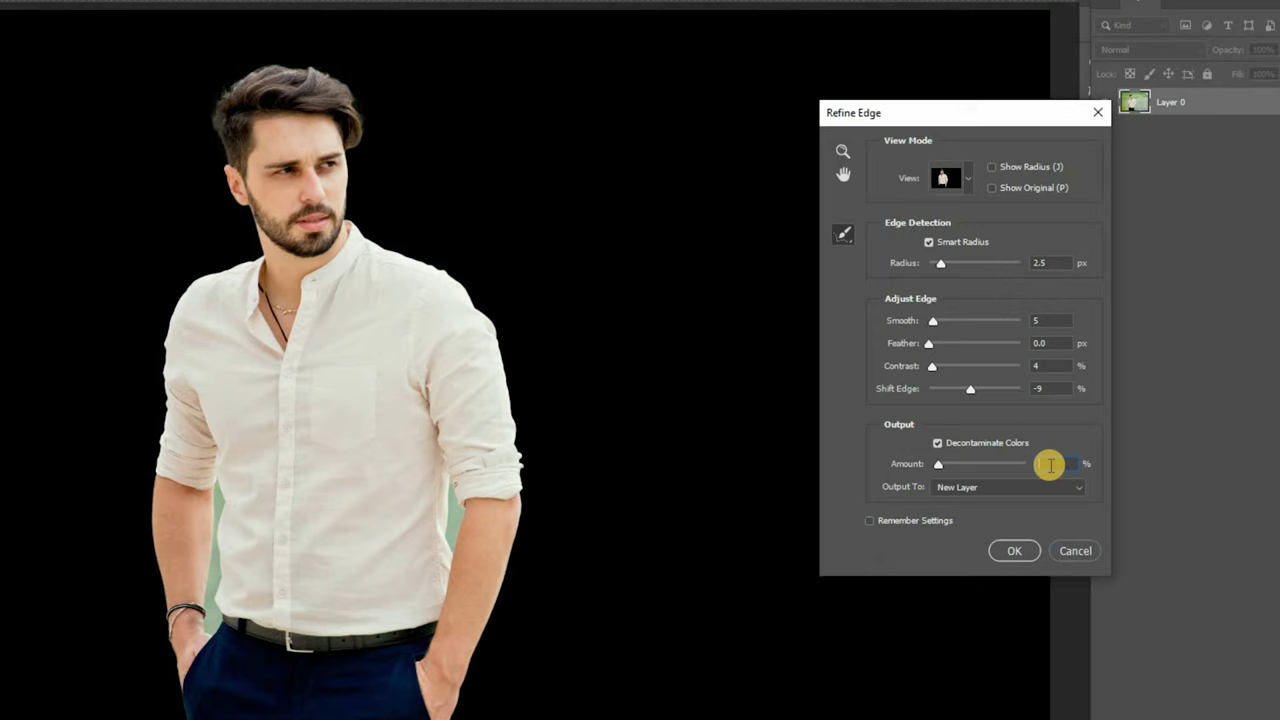 Kind
Normal Opacity: 100%
Lock: Fill: 100%
Layer 0
Refine Edge
View Mode
View: Show Radius (J)
Show Original (P)
Edge Detection
Smart Radius
Radius: 2.5 px
Adjust Edge
Smooth: 5
Feather: 0.0 px
Contrast: 4 %
Shift Edge: -9 %
Output
Decontaminate Colors
Amount: %
Output To: New Layer
Remember Settings
OK Cancel